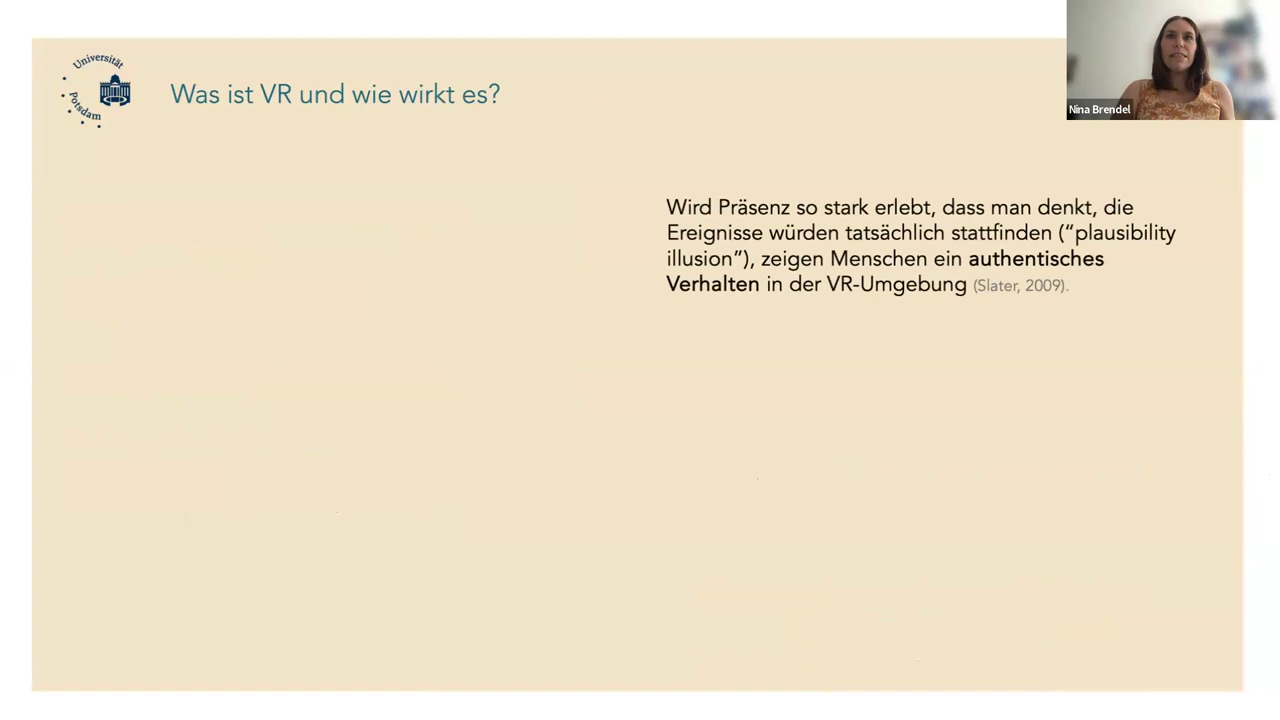 Universität
Potsdam
Was ist VR und wie wirkt es?
Nina Brendel
Wird Präsenz so stark erlebt, dass man denkt, die
Ereignisse würden tatsächlich stattfinden (“plausibility
illusion”), zeigen Menschen ein authentisches
Verhalten in der VR-Umgebung (Slater, 2009).